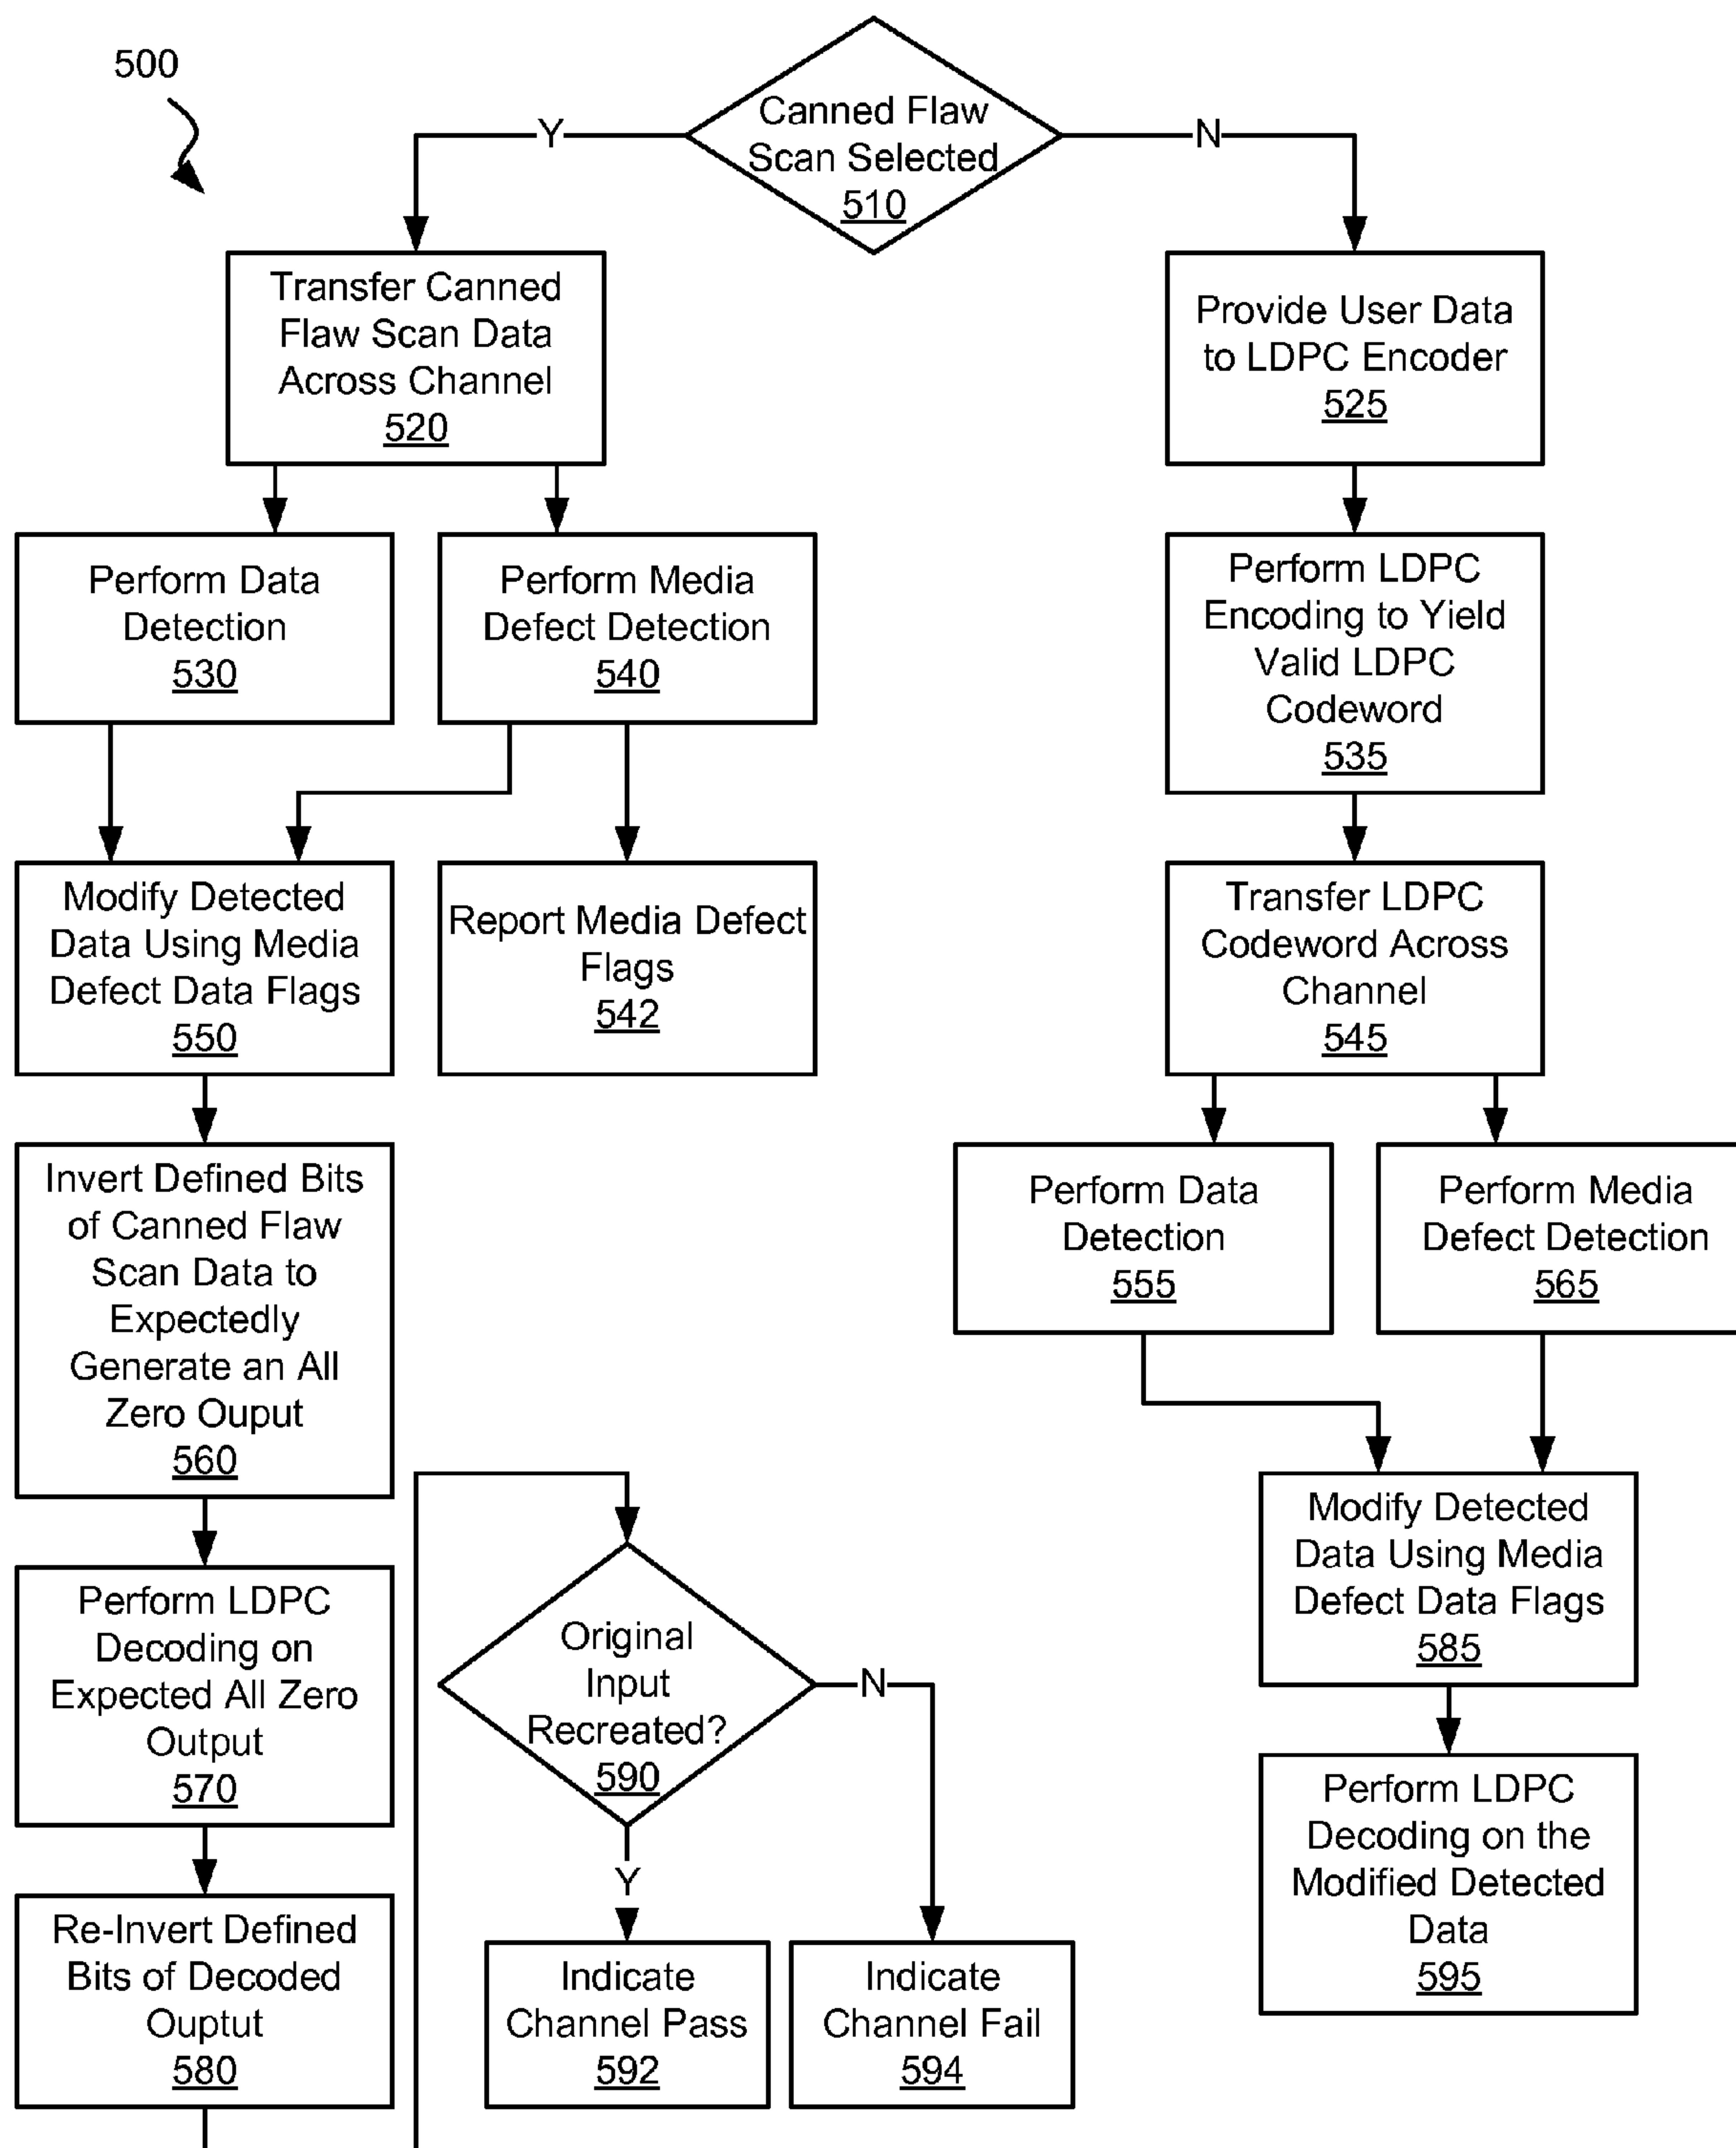 500
Canned Flaw
Scan Selected
510
Y
N
Transfer Canned
Flaw Scan Data
Across Channel
520
Provide User Data
to LDPC Encoder
525
Perform Data
Detection
530
Perform Media
Defect Detection
540
Perform LDPC
Encoding to Yield
Valid LDPC
Codeword
535
Modify Detected
Data Using Media
Defect Data Flags
550
Report Media Defect
Flags
542
Transfer LDPC
Codeword Across
Channel
545
Invert Defined Bits
of Canned Flaw
Scan Data to
Expectedly
Generate an All
Zero Ouput
560
Perform Data
Detection
555
Perform Media
Defect Detection
565
Perform LDPC
Decoding on
Expected All Zero
Output
570
Original
Input
Recreated?
590
N
Y
Modify Detected
Data Using Media
Defect Data Flags
585
Re-Invert Defined
Bits of Decoded
Ouptut
580
Indicate
Channel Pass
592
Indicate
Channel Fail
594
Perform LDPC
Decoding on the
Modified Detected
Data
595